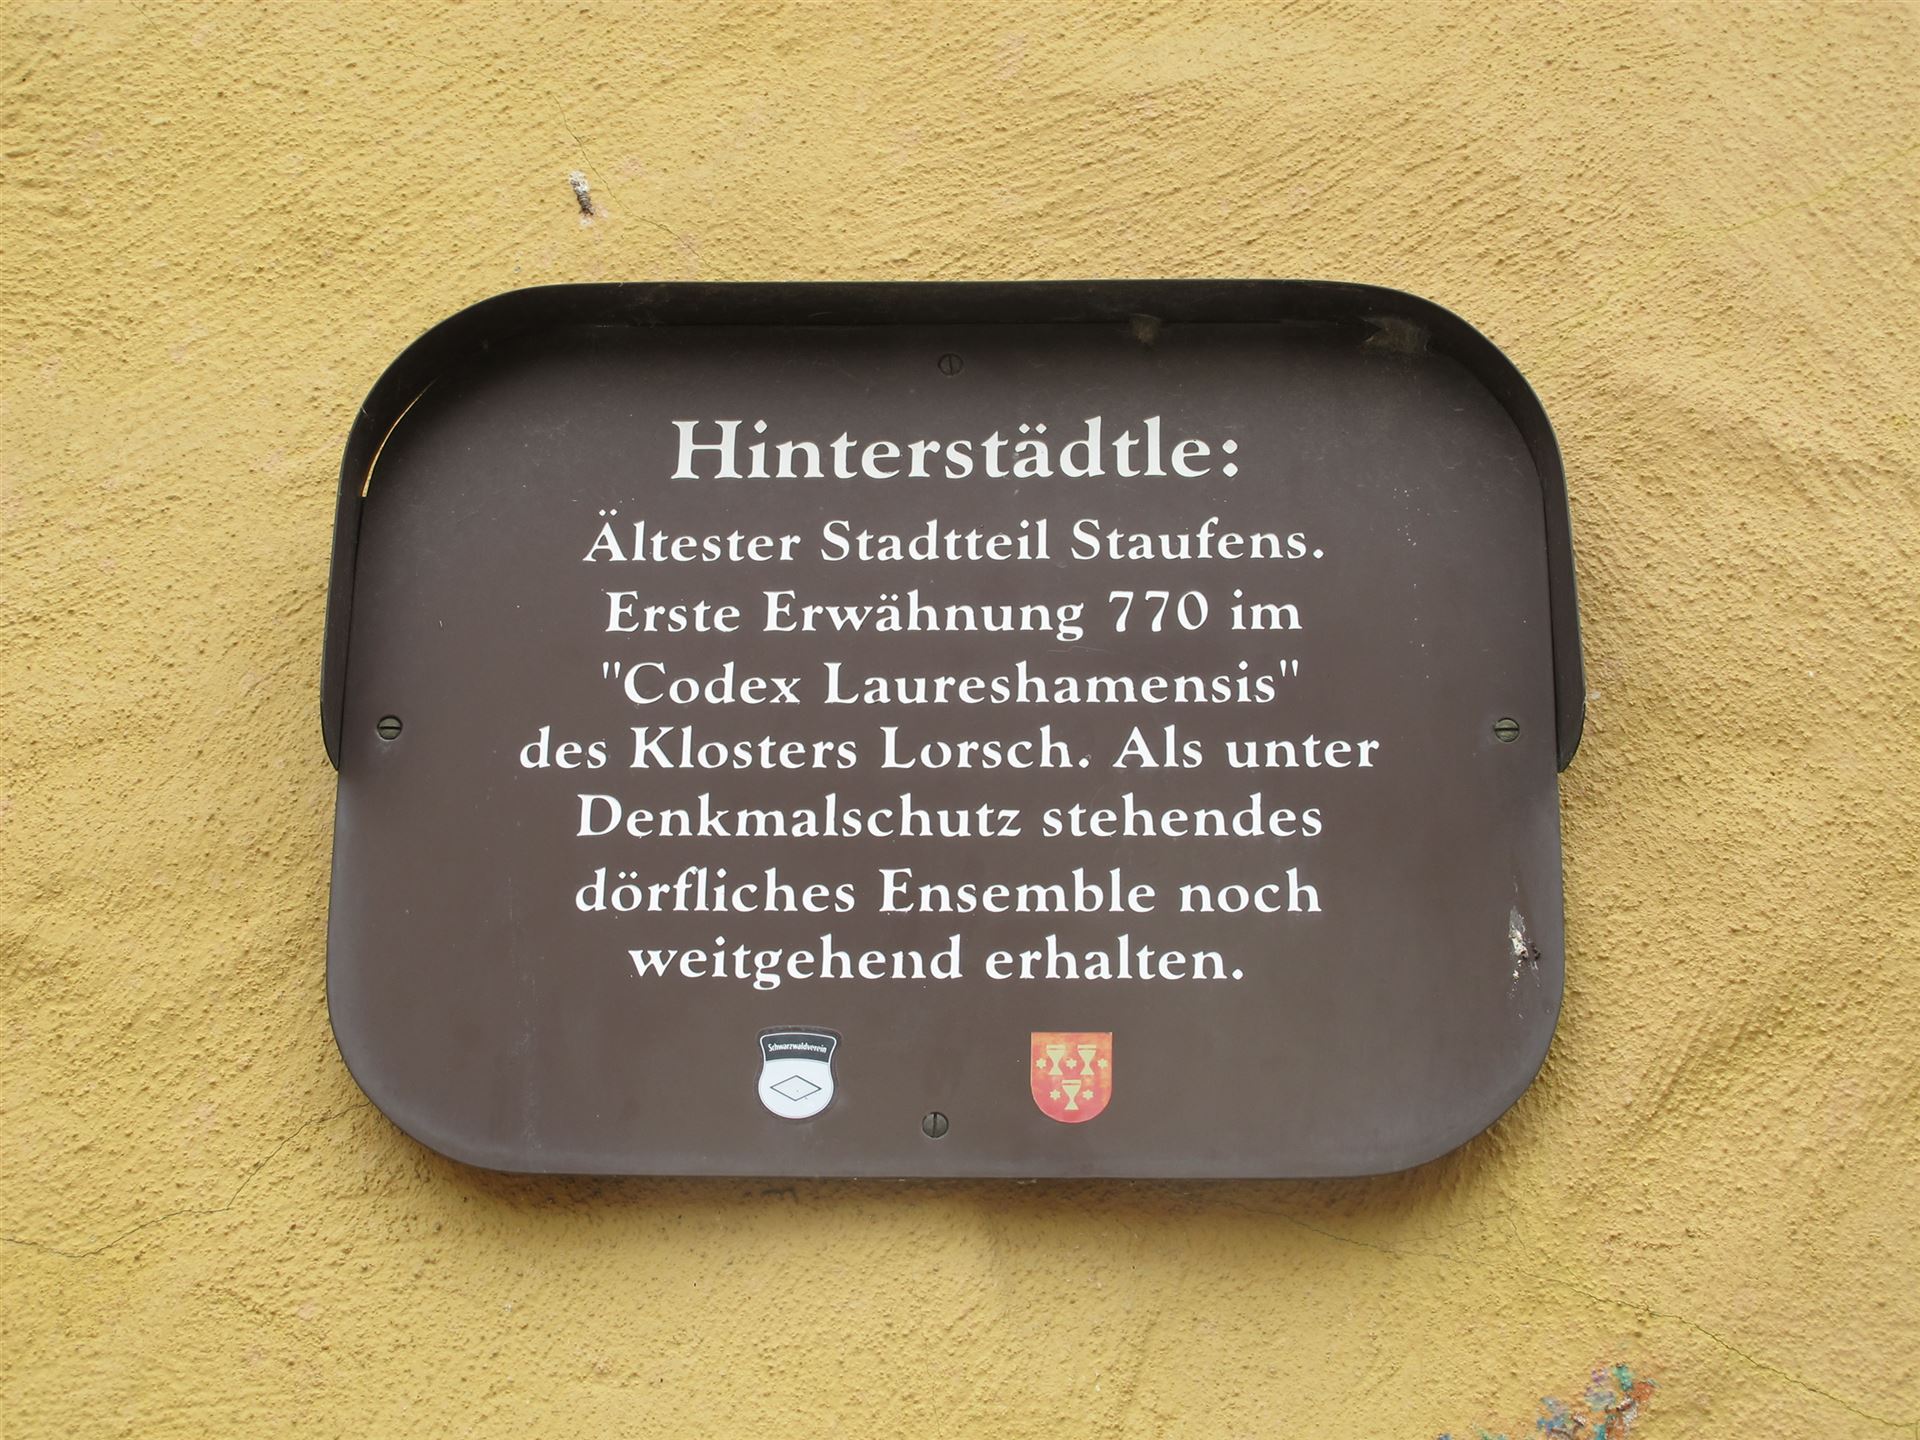 Hinterstädtle:
Ältester Stadtteil Staufens.
Erste Erwähnung 770 im
"Codex Laureshamensis"
des Klosters Lorsch. Als unter
Denkmalschutz stehendes
dörfliches Ensemble noch
weitgehend erhalten.
Schwarzwaldverein